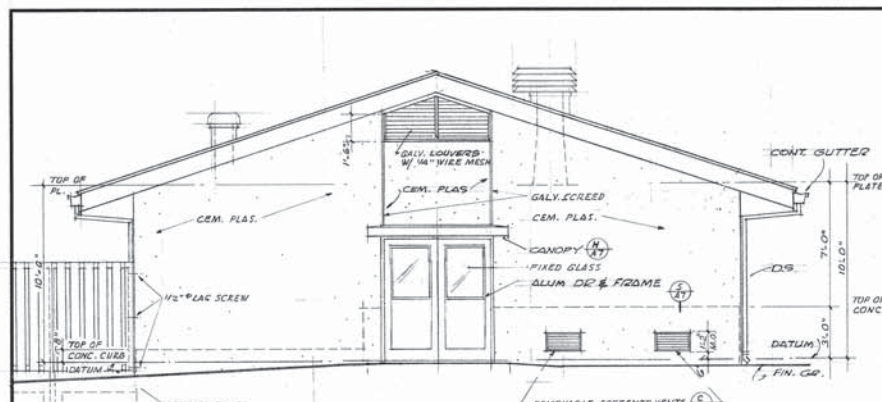 1'-6"
GALV. LOUVERS
W/ 1/4" WIRE MESH
CONT. GUTTER
TOP OF
PL.
CEM. PLAS
TOP OF
PLATE
GALV. SCREED
CEM. PLAS.
CEM. PLAS.
CANOPY H
A7
FIXED GLASS
D.S.
7'-0"
10'-0"
10'-0"
1/2" Φ LAG SCREW
ALUM DR & FRAME
S
A7
TOP OF
CONC
TOP OF
CONC. CURB
DATUM
3'-0"
DATUM
FIN. GR.